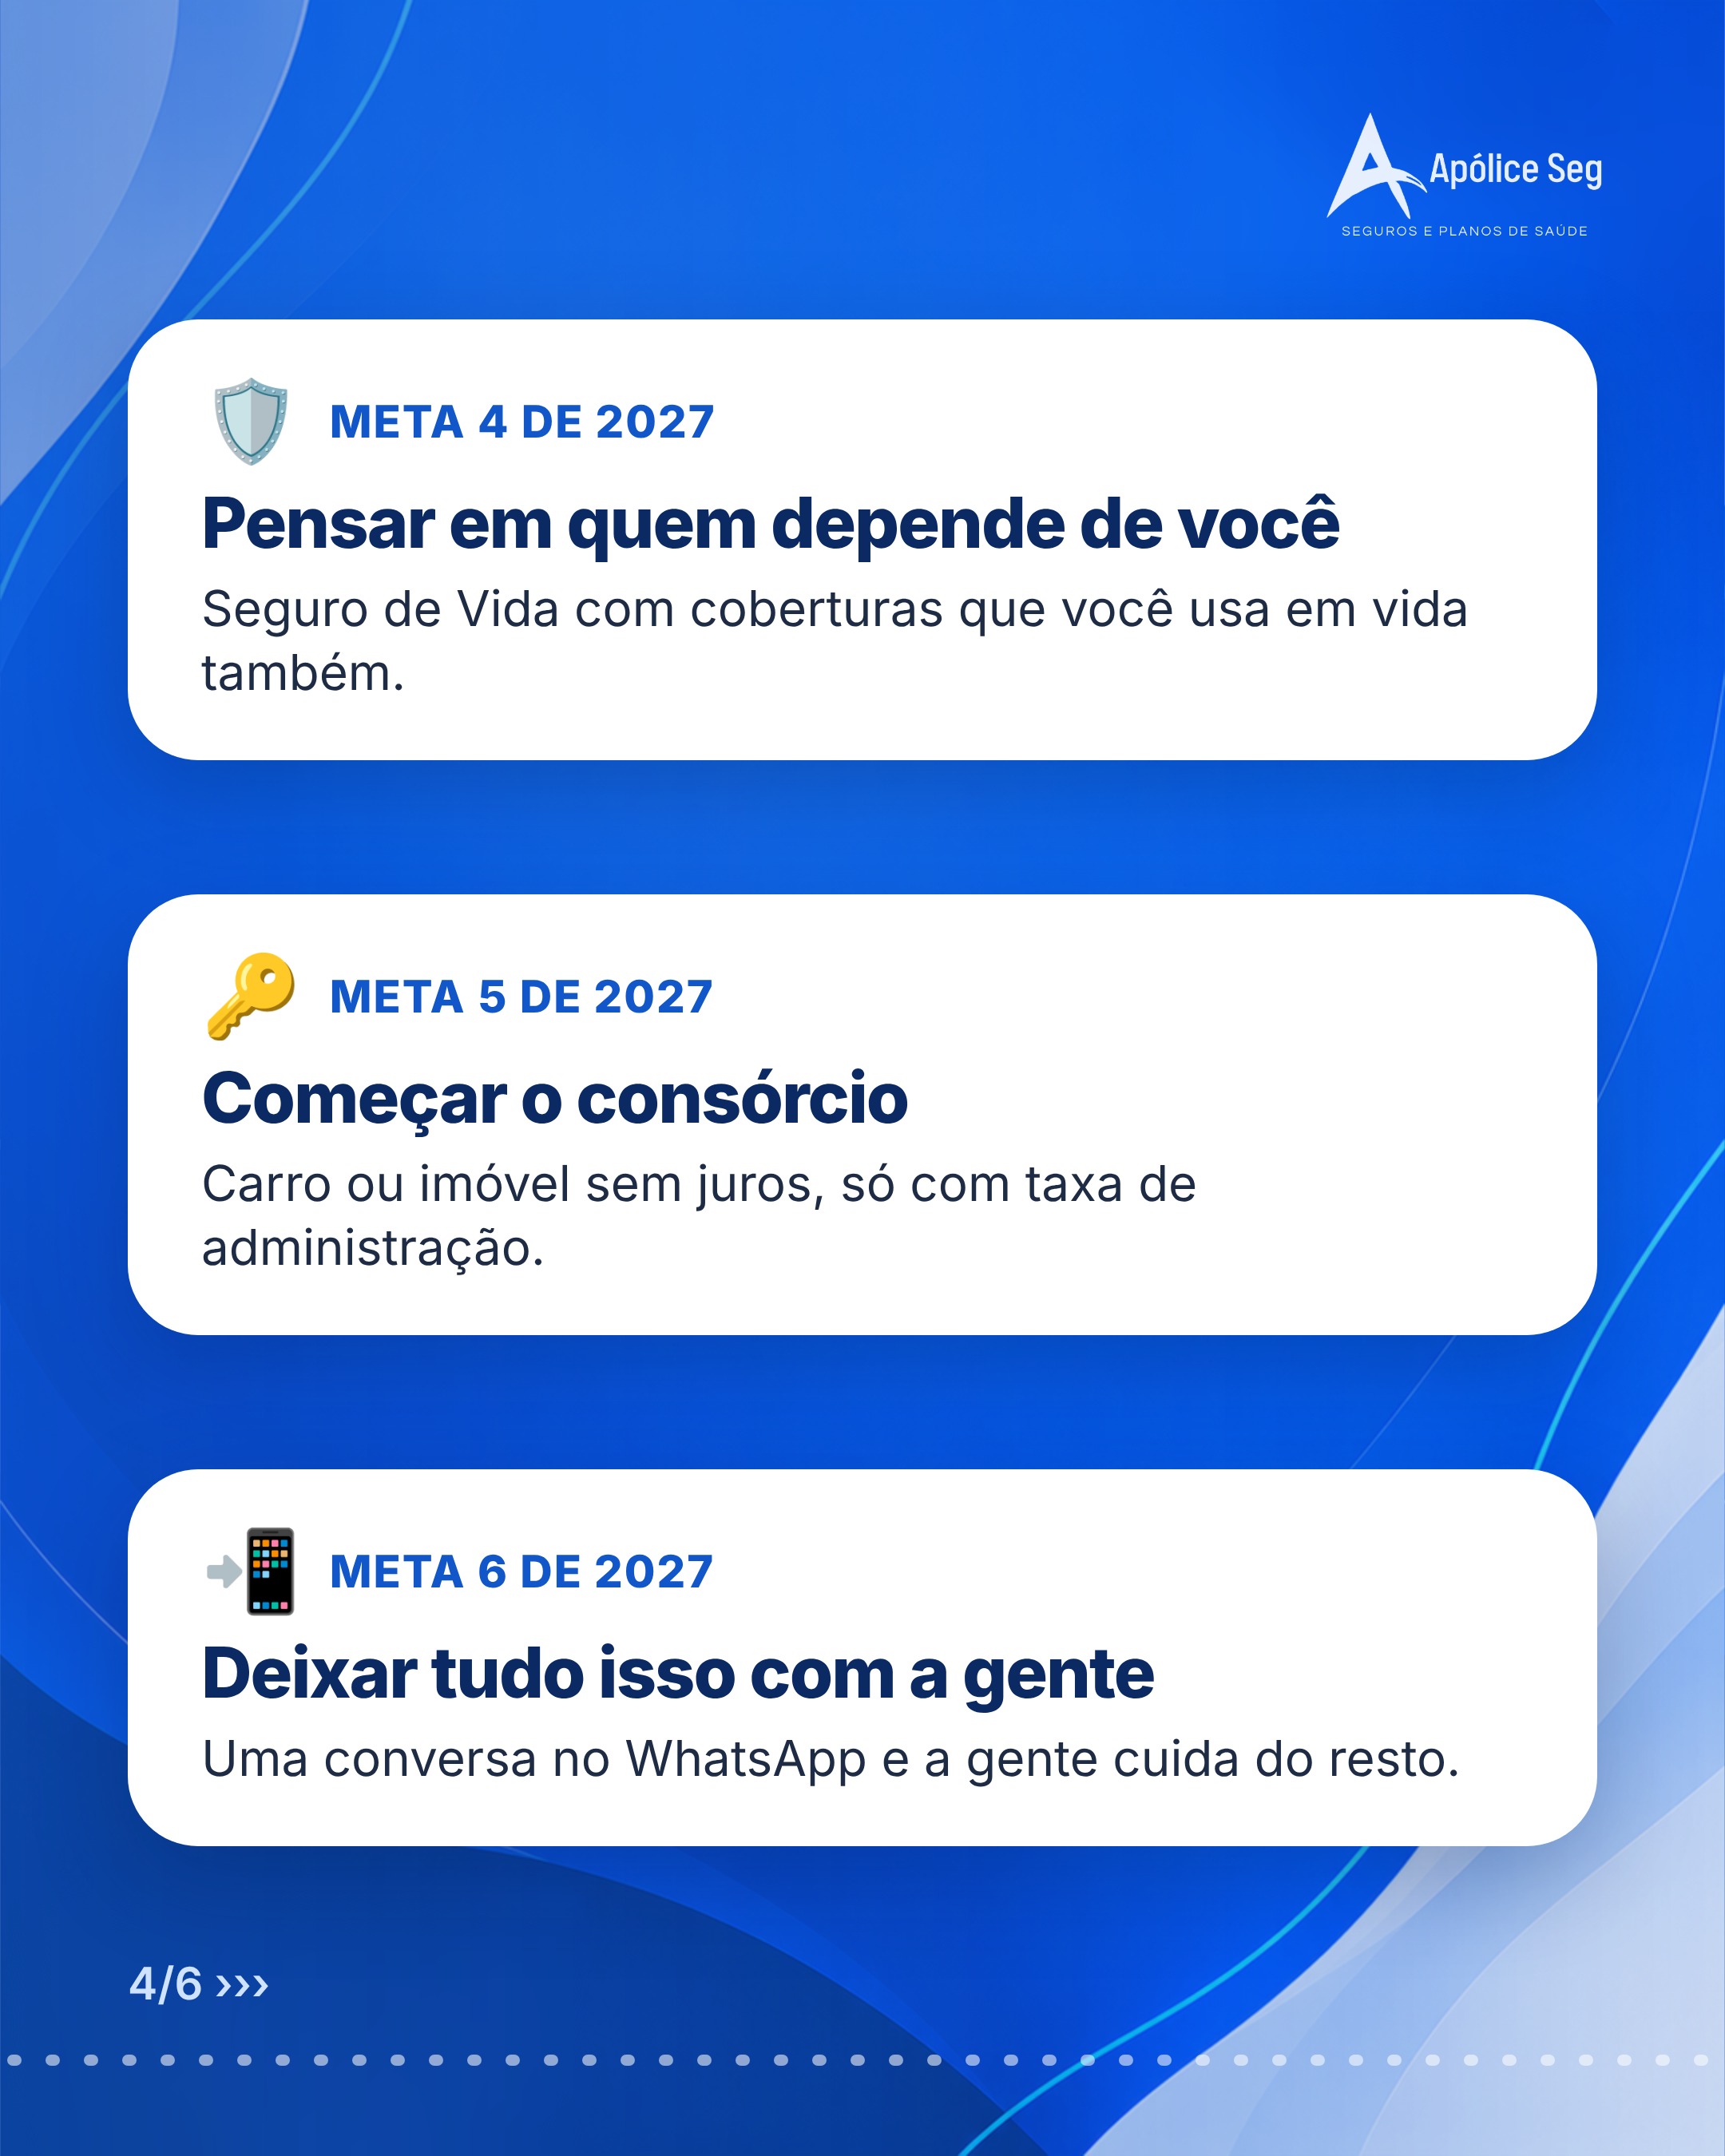 Apólice Seg
SEGUROS E PLANOS DE SAÚDE
META 4 DE 2027
Pensar em quem depende de você
Seguro de Vida com coberturas que você usa em vida
também.
META 5 DE 2027
Começar o consórcio
Carro ou imóvel sem juros, só com taxa de
administração.
META 6 DE 2027
Deixar tudo isso com a gente
Uma conversa no WhatsApp e a gente cuida do resto.
4/6 ›››